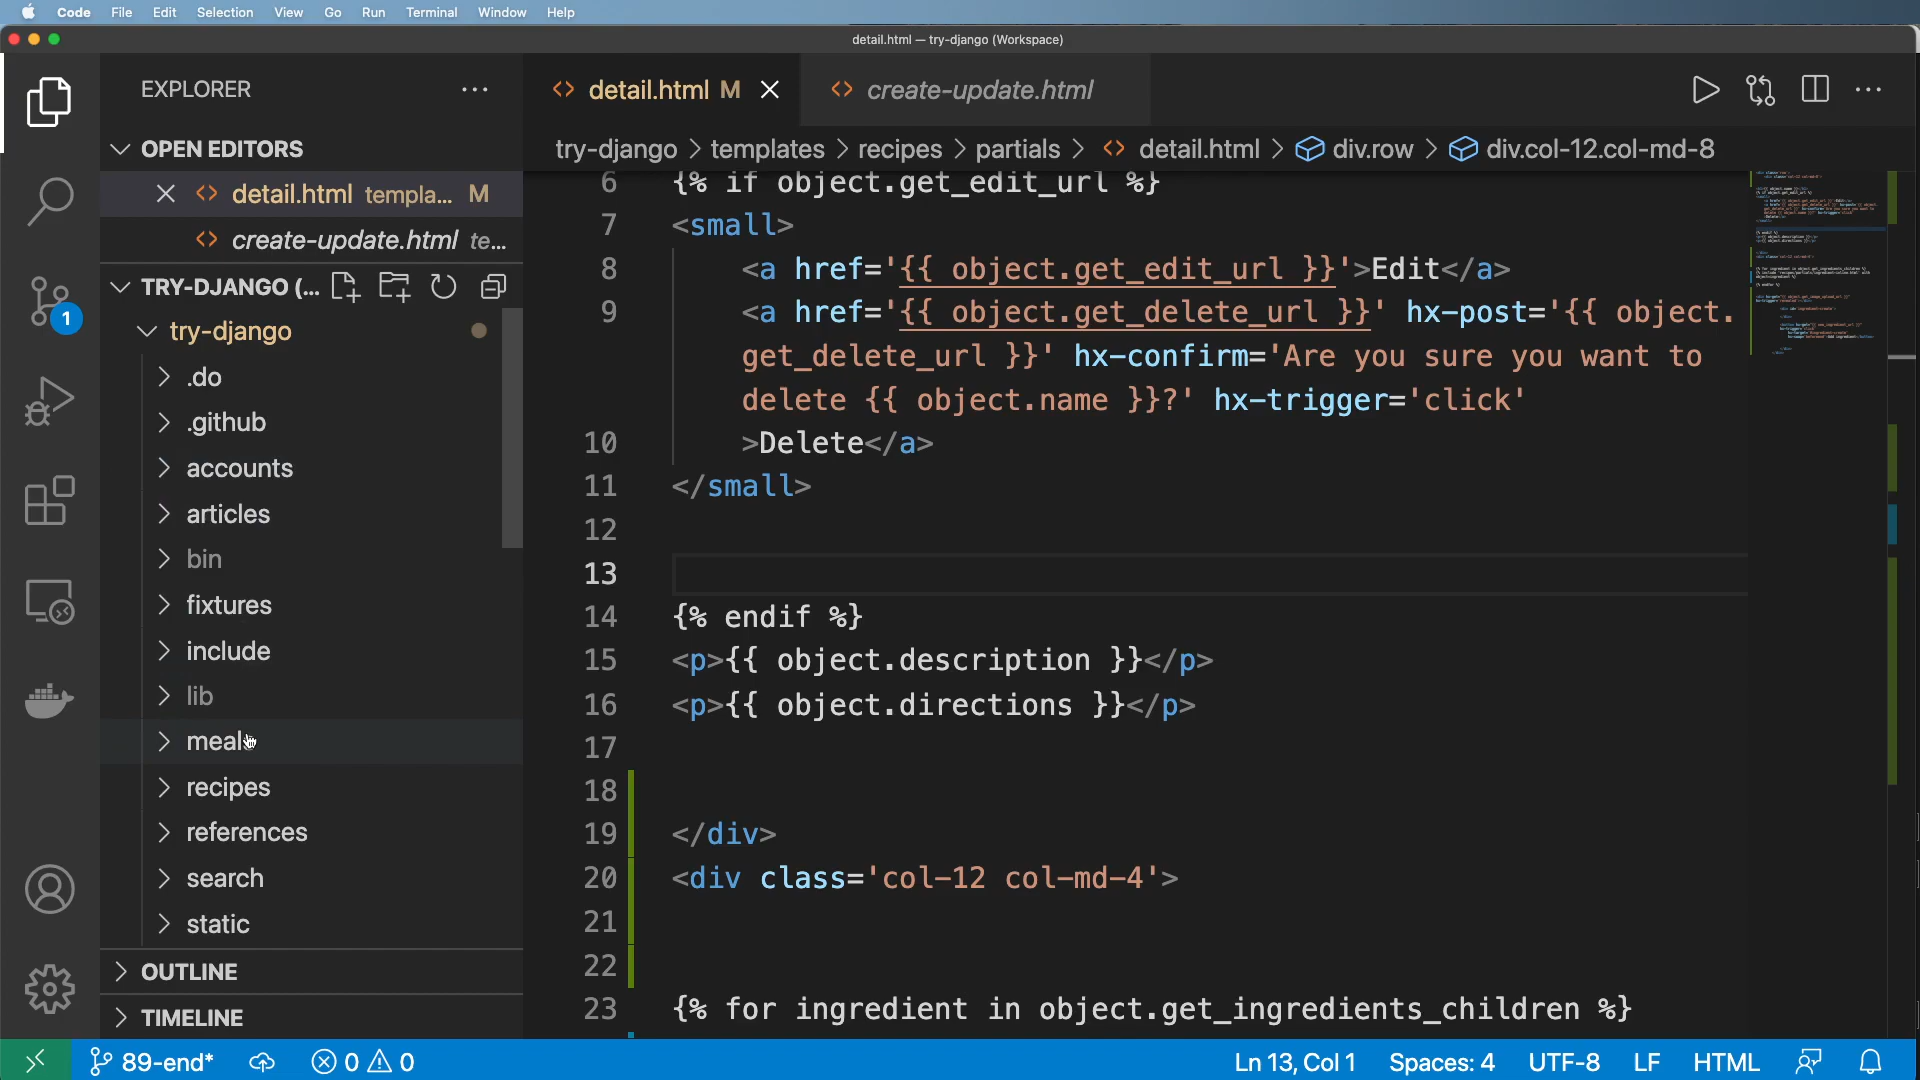 Code File Edit Selection View Go Run Terminal Window Help
detail.html — try-django (Workspace)
EXPLORER
OPEN EDITORS
detail.html templa... M
create-update.html te...
TRY-DJANGO (...
try-django
.do
.github
accounts
articles
bin
fixtures
include
lib
meals
recipes
references
search
static
OUTLINE
TIMELINE
1
detail.html M
create-update.html
try-django > templates > recipes > partials > detail.html > div.row > div.col-12.col-md-8
6 {% if object.get_edit_url %}
7 <small>
8 <a href='{{ object.get_edit_url }}'>Edit</a>
9 <a href='{{ object.get_delete_url }}' hx-post='{{ object.
get_delete_url }}' hx-confirm='Are you sure you want to
delete {{ object.name }}?' hx-trigger='click'
10 >Delete</a>
11 </small>
12
13
14 {% endif %}
15 <p>{{ object.description }}</p>
16 <p>{{ object.directions }}</p>
17
18
19 </div>
20 <div class='col-12 col-md-4'>
21
22
23 {% for ingredient in object.get_ingredients_children %}
89-end* 0 0 Ln 13, Col 1 Spaces: 4 UTF-8 LF HTML